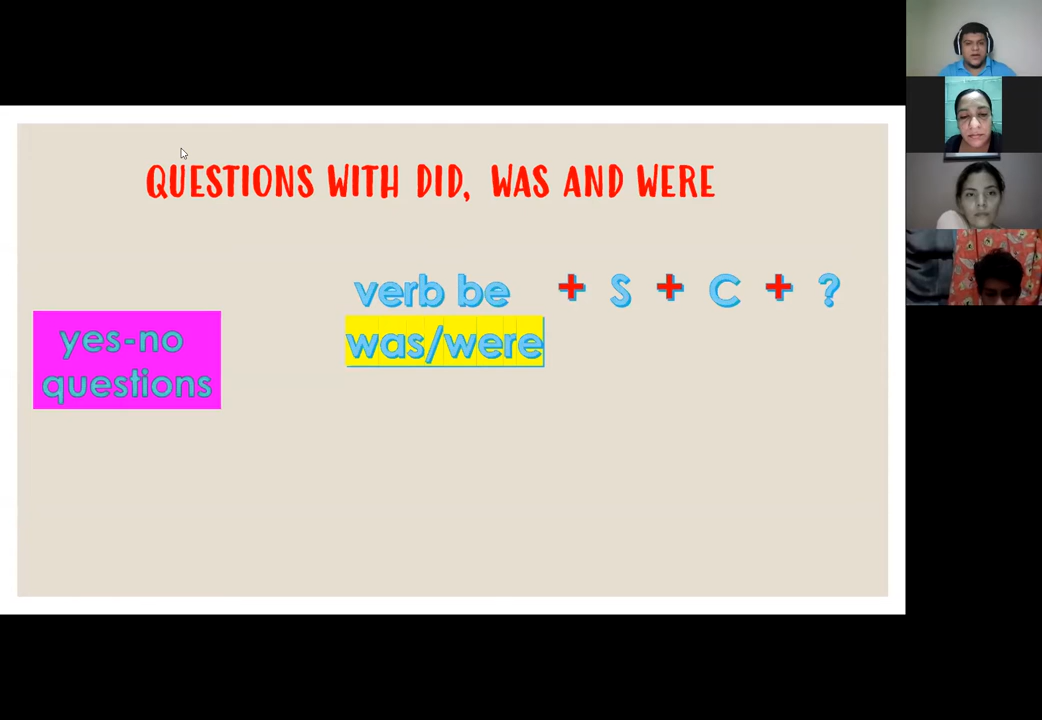 QUESTIONS WITH DID, WAS AND WERE
verb be + S + C + ?
was/were
yes-no
questions